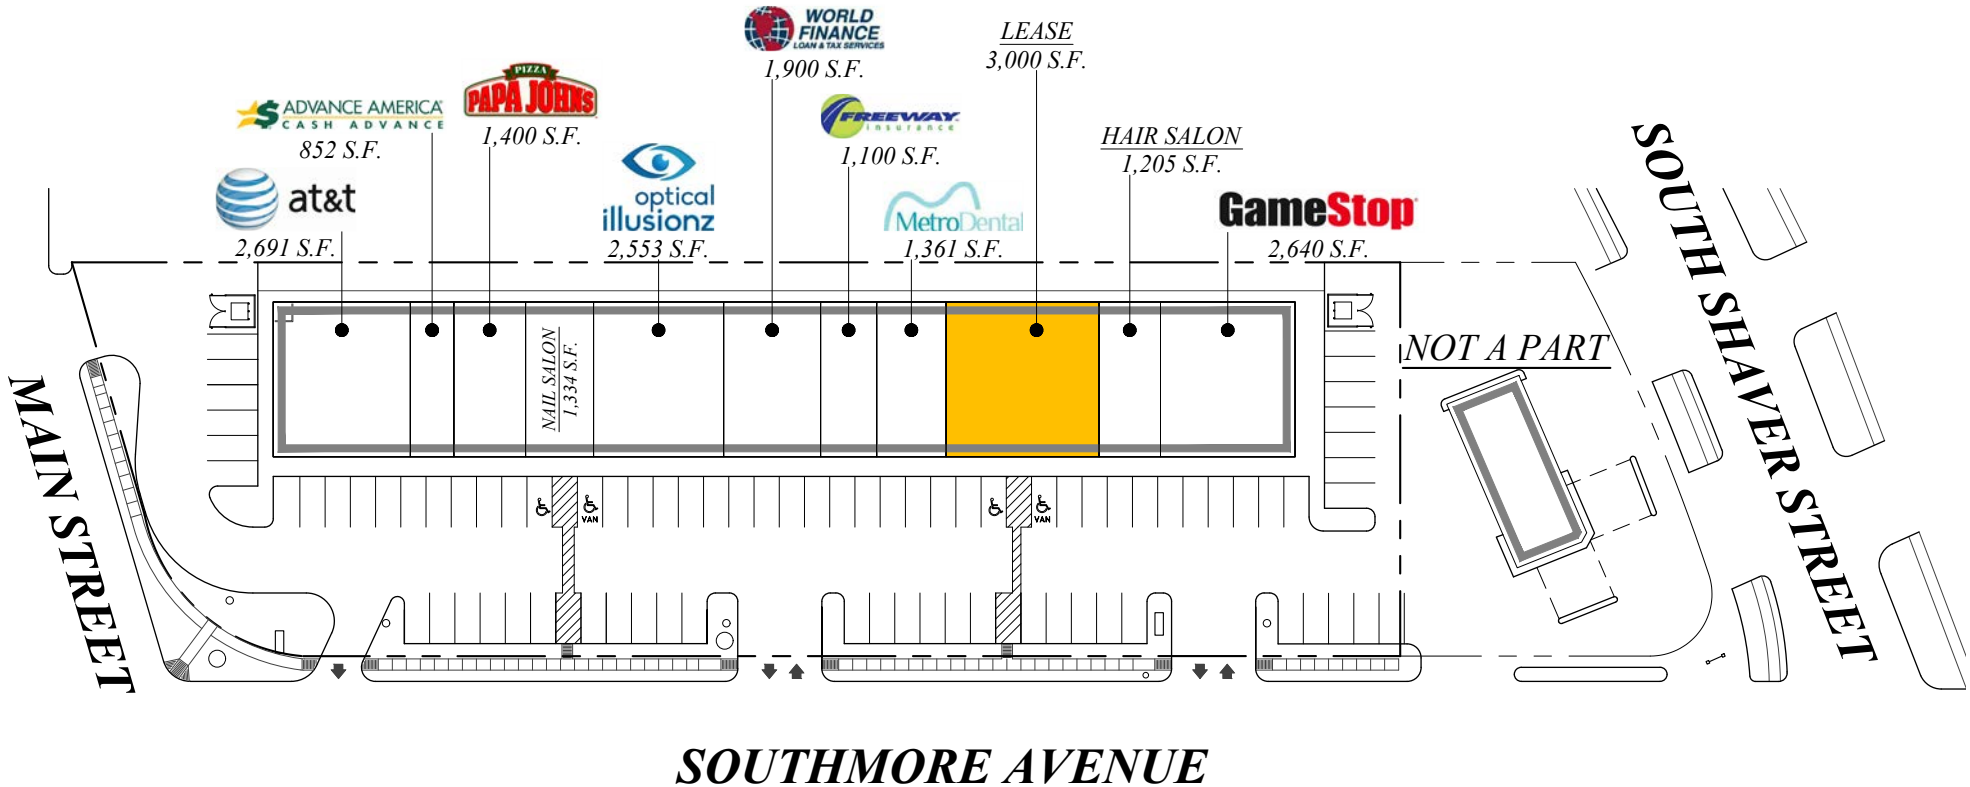 WORLD
FINANCE
LOAN & TAX SERVICES
1,900 S.F.
LEASE
3,000 S.F.
PIZZA
PAPA JOHN'S
1,400 S.F.
$ ADVANCE AMERICA
CASH ADVANCE
852 S.F.
FREEWAY
insurance
1,100 S.F.
HAIR SALON
1,205 S.F.
at&t
2,691 S.F.
optical
illusionz
2,553 S.F.
MetroDental
1,361 S.F.
GameStop
2,640 S.F.
NAIL SALON
1,334 S.F.
NOT A PART
VAN
VAN
MAIN STREET
SOUTH SHAVER STREET
SOUTHMORE AVENUE